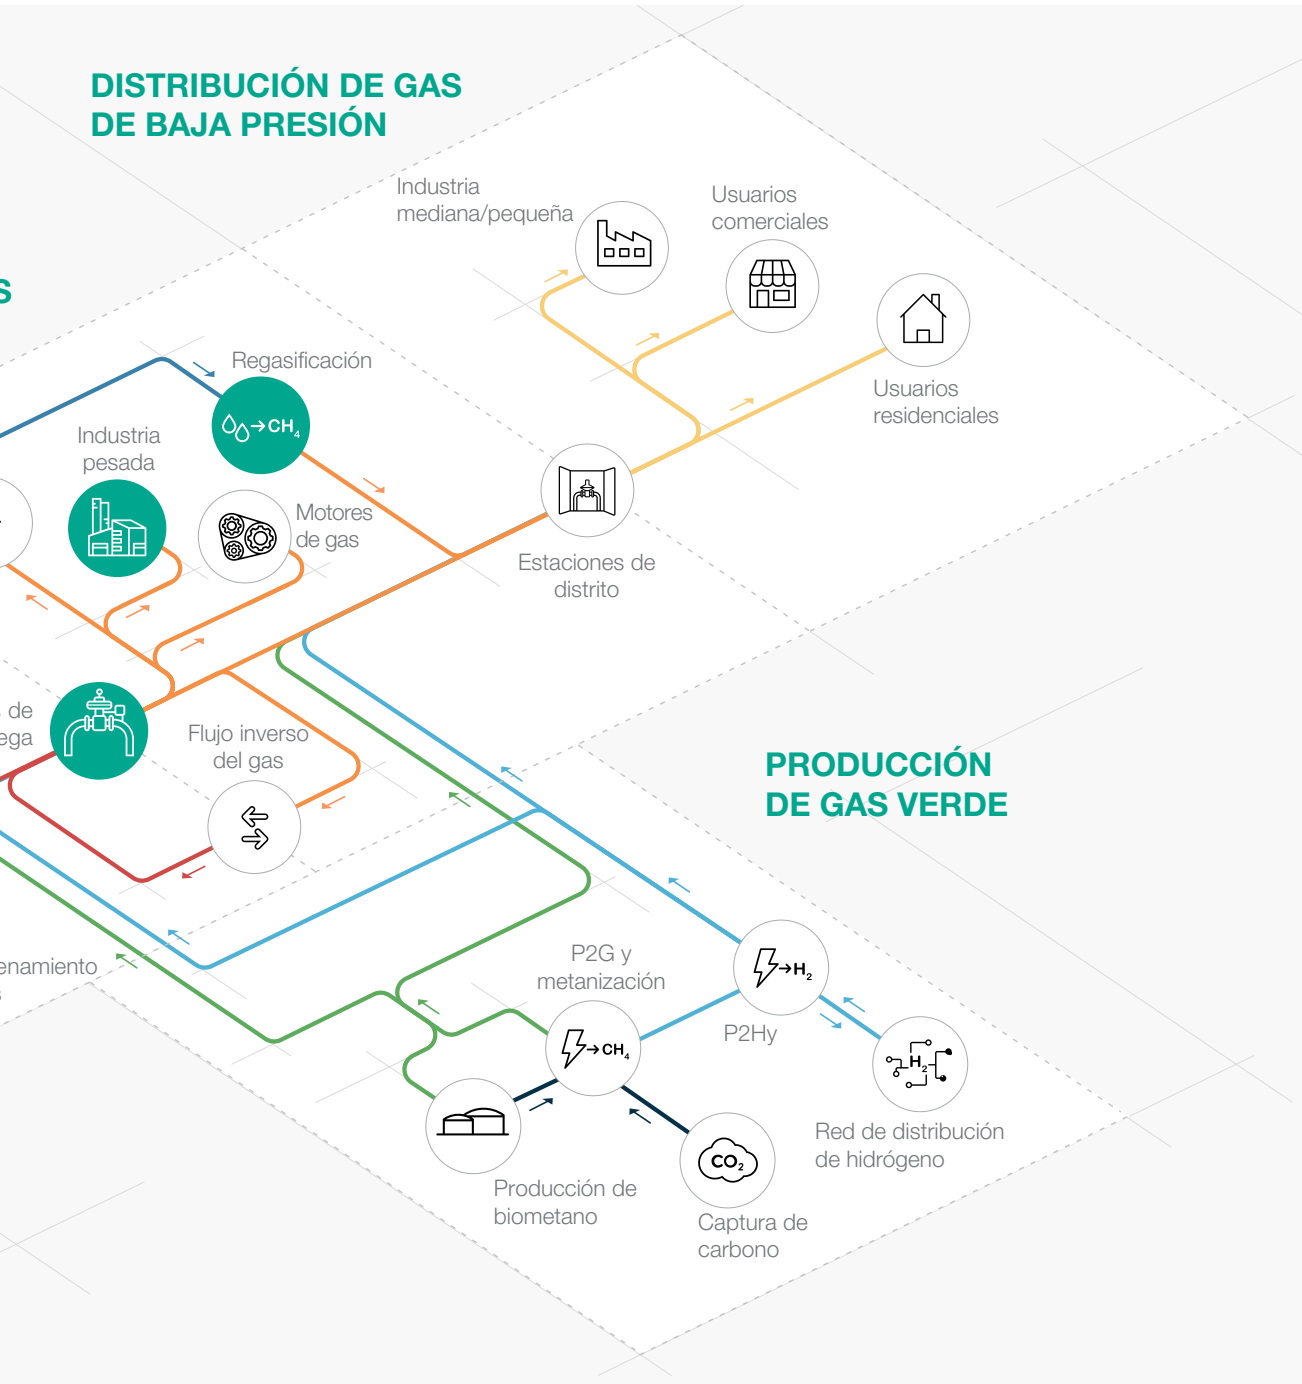 DISTRIBUCIÓN DE GAS
DE BAJA PRESIÓN
Industria
mediana/pequeña
Usuarios
comerciales
S
Regasificación
Usuarios
residenciales
CH4
Industria
pesada
Motores
de gas
Estaciones de
distrito
de
Flujo inverso
del gas
PRODUCCIÓN
DE GAS VERDE
P2G y
metanización
H2
P2Hy
CH4
H2
Red de distribución
de hidrógeno
CO2
Producción de
biometano
Captura de
carbono